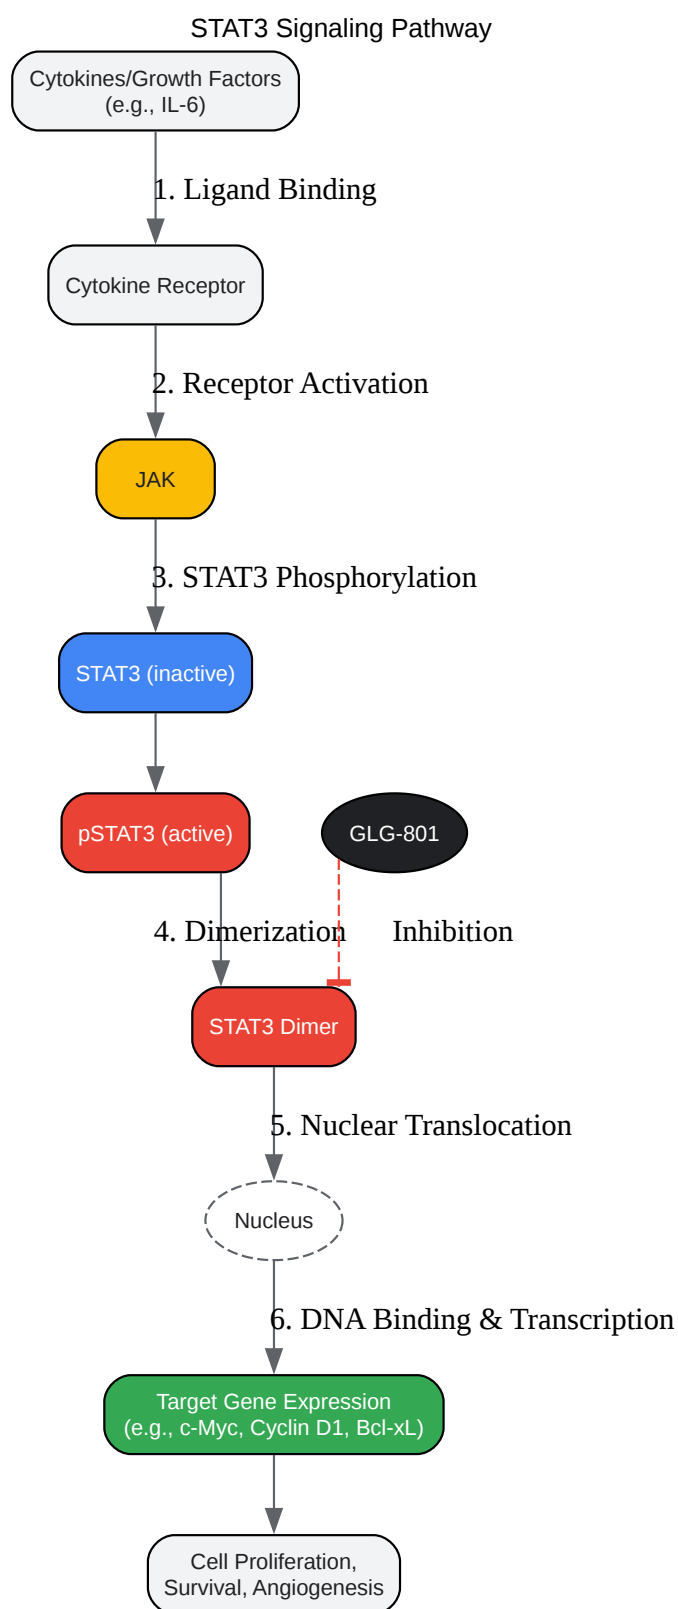 STAT3 Signaling Pathway
Cytokines/Growth Factors
(e.g., IL-6)
1. Ligand Binding
Cytokine Receptor
2. Receptor Activation
JAK
3. STAT3 Phosphorylation
STAT3 (inactive)
pSTAT3 (active)
GLG-801
4. Dimerization
Inhibition
STAT3 Dimer
5. Nuclear Translocation
Nucleus
6. DNA Binding & Transcription
Target Gene Expression
(e.g., c-Myc, Cyclin D1, Bcl-xL)
Cell Proliferation,
Survival, Angiogenesis